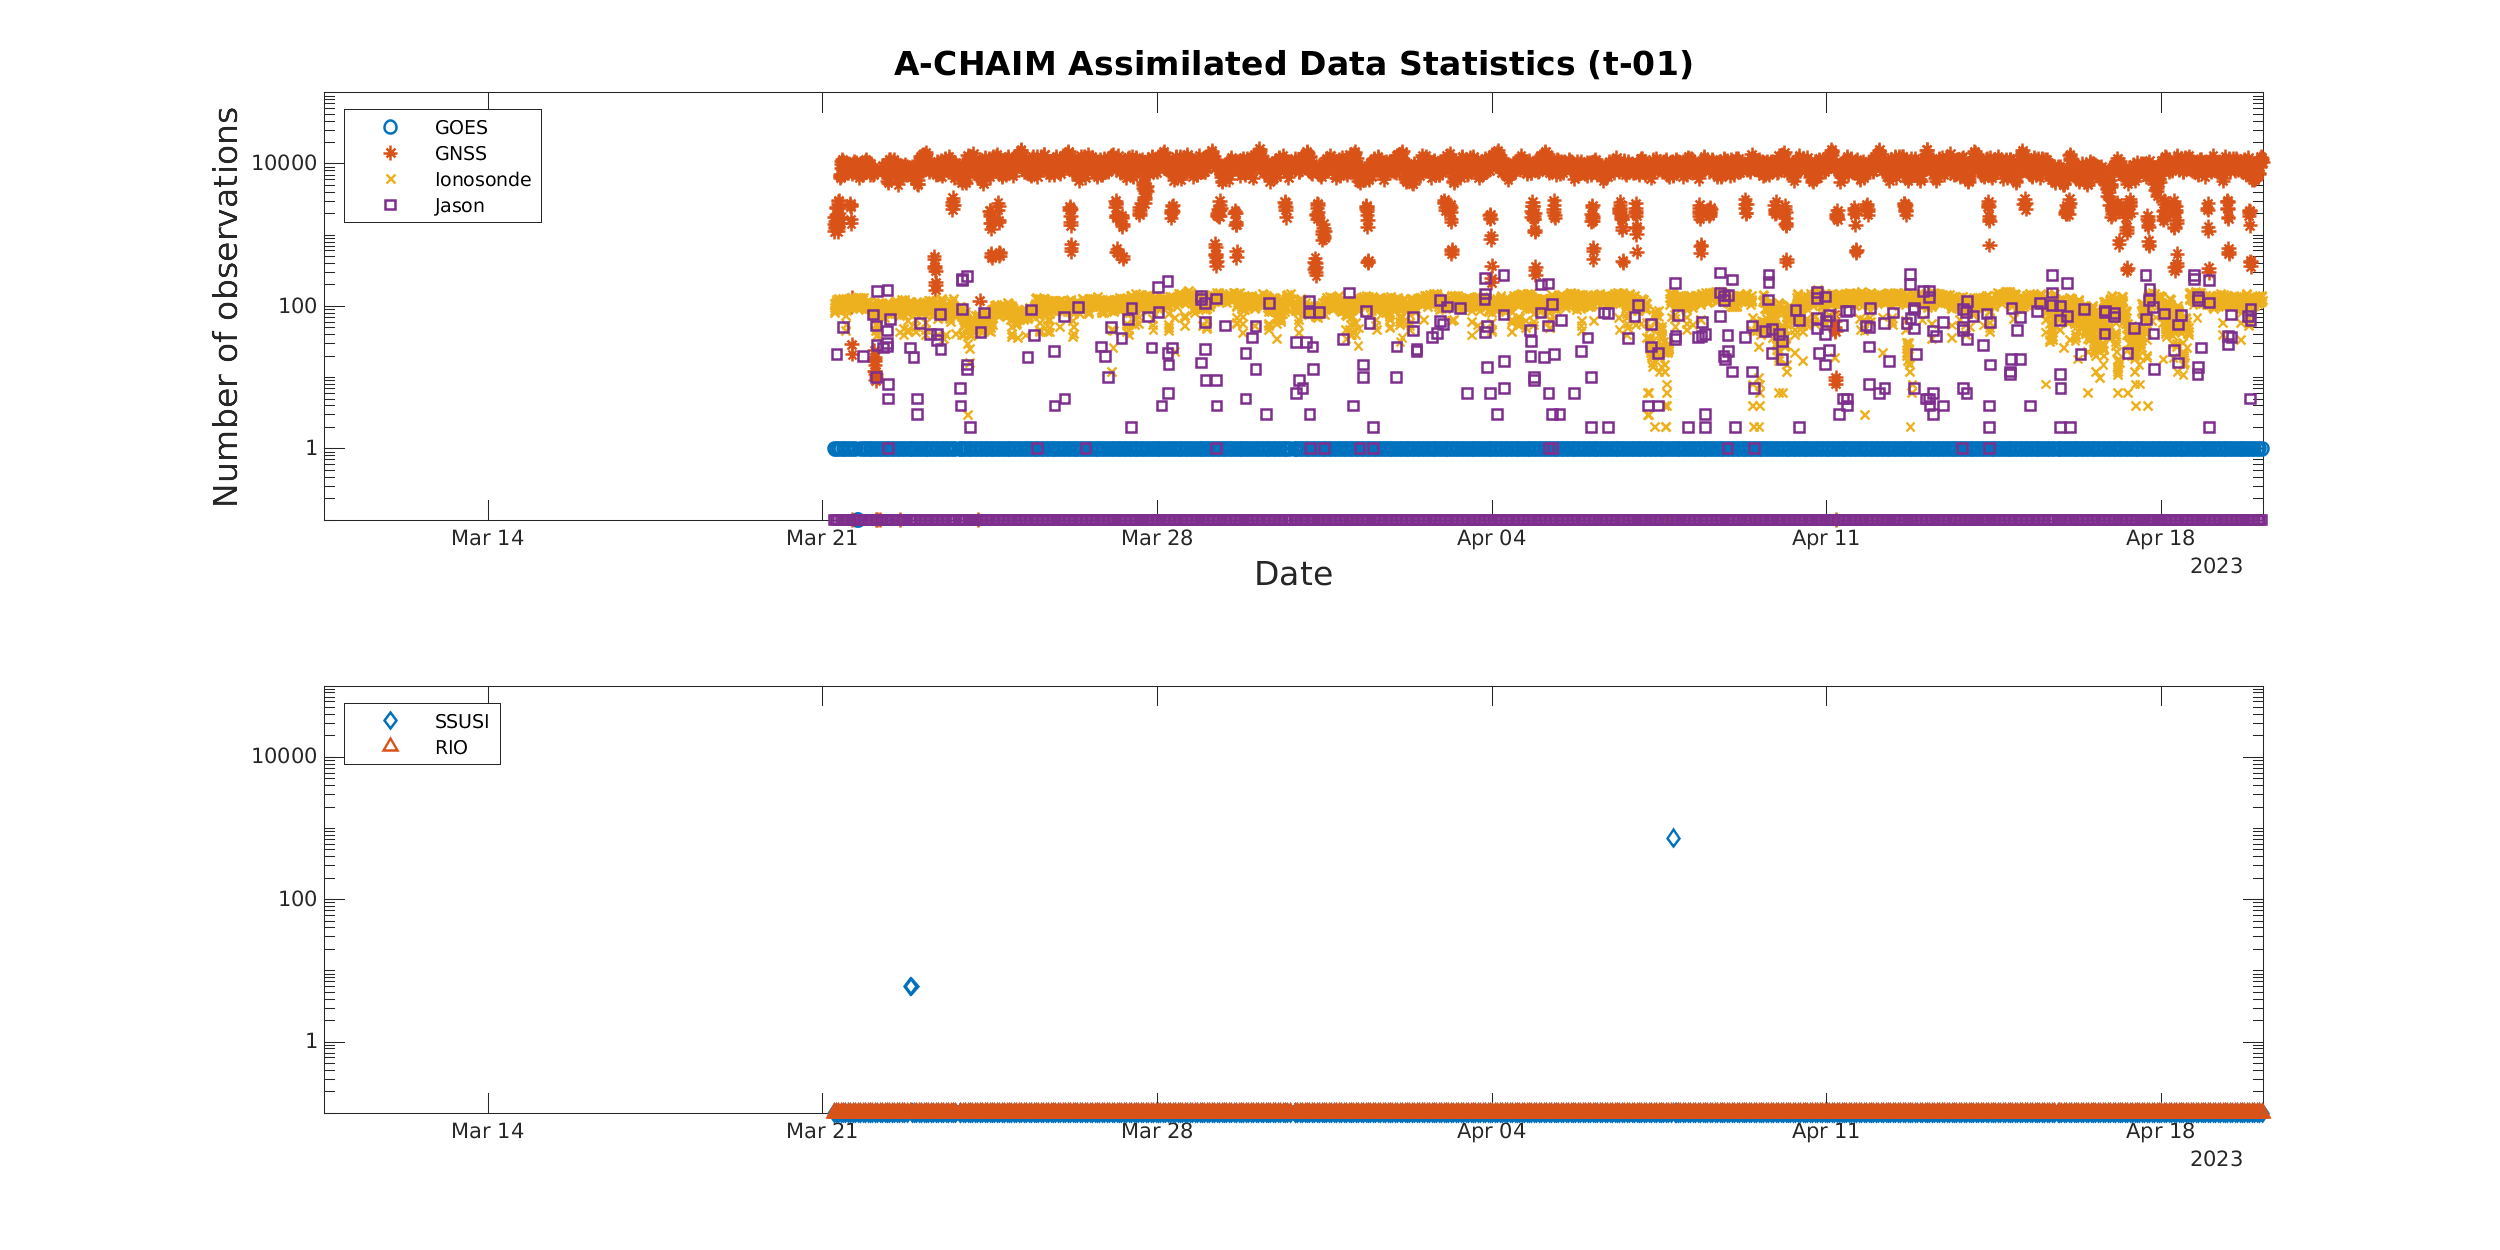 A-CHAIM Assimilated Data Statistics (t-01)
Number of observations
10000
100
1
GOES
GNSS
Ionosonde
Jason
Mar 14
Mar 21
Mar 28
Apr 04
Apr 11
Apr 18
2023
Date
10000
100
1
SSUSI
RIO
Mar 14
Mar 21
Mar 28
Apr 04
Apr 11
Apr 18
2023